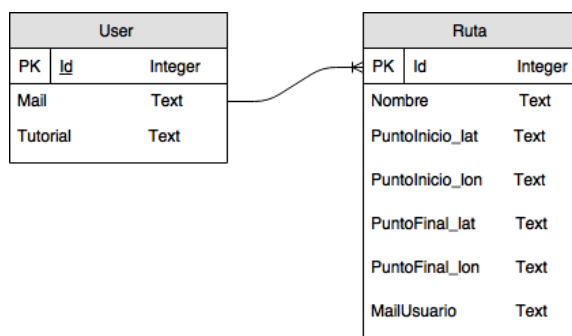 User
PK Id Integer
Mail Text
Tutorial Text
Ruta
PK Id Integer
Nombre Text
PuntoInicio_lat Text
PuntoInicio_lon Text
PuntoFinal_lat Text
PuntoFinal_lon Text
MailUsuario Text